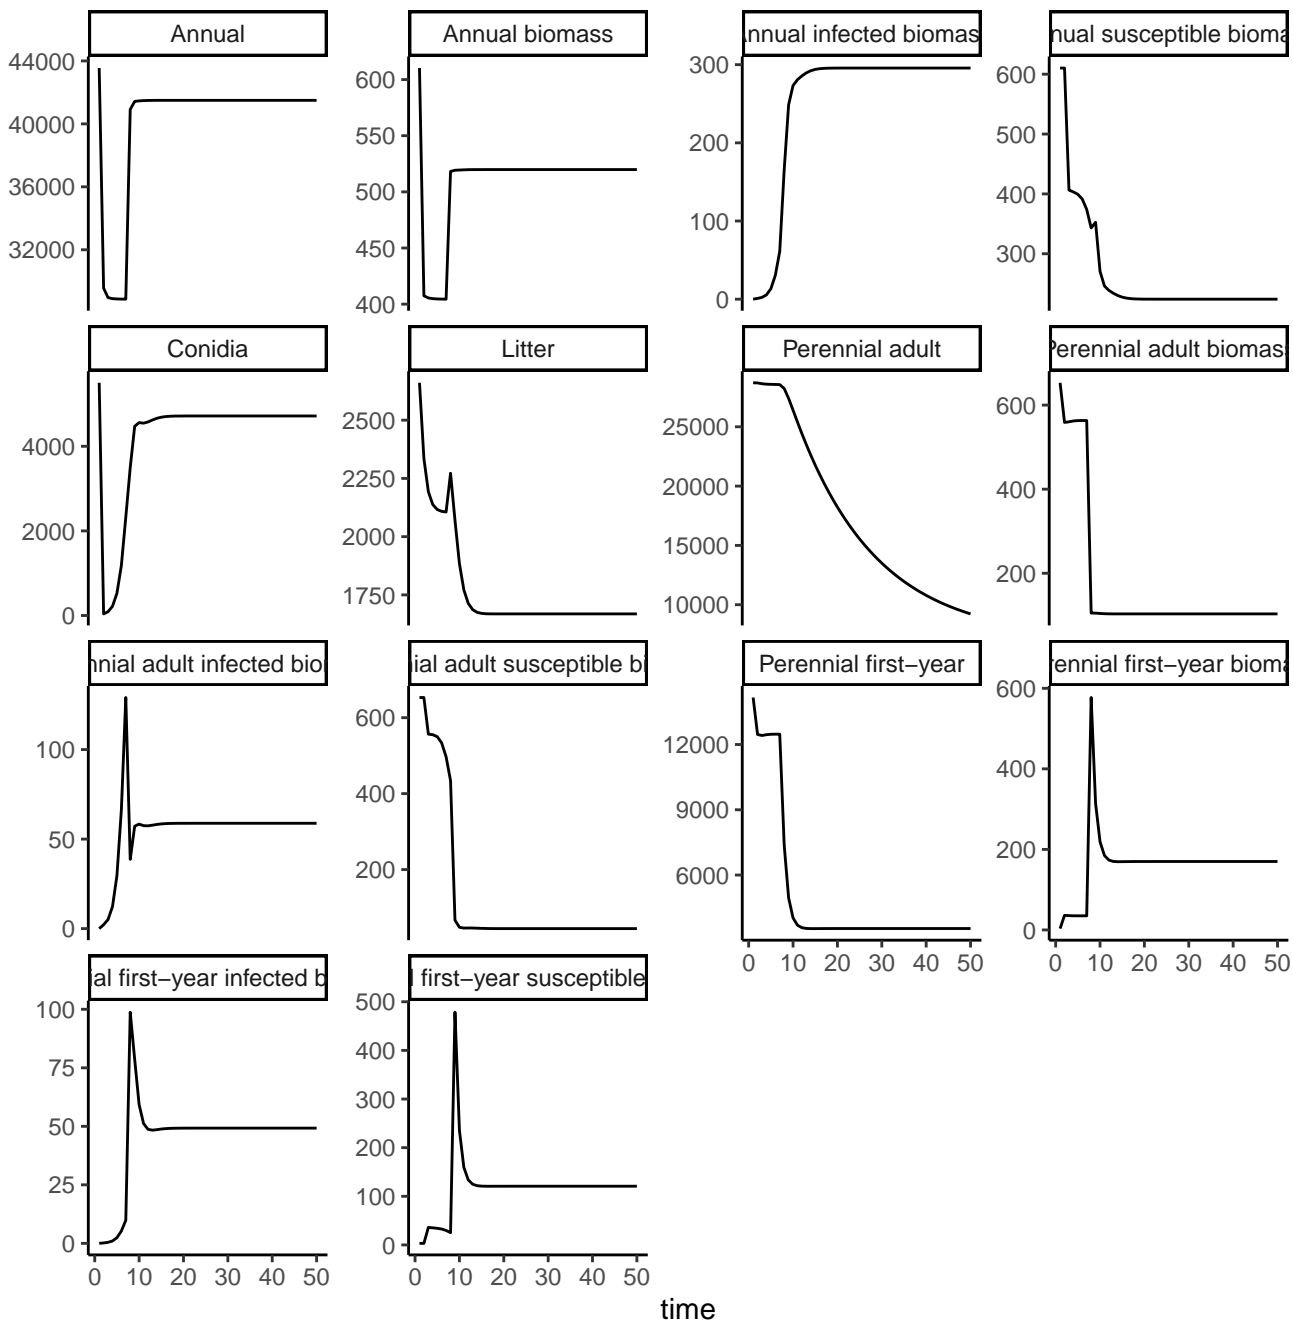 Annual
Annual biomass
Annual infected biomas
nual susceptible bioma
44000
40000
36000
32000
600
550
500
450
400
300
200
100
0
600
500
400
300
Conidia
Litter
Perennial adult
Perennial adult biomass
4000
2000
0
2500
2250
2000
1750
25000
20000
15000
10000
600
400
200
nnial adult infected bior
nial adult susceptible bi
Perennial first−year
rennial first−year bioma
100
50
0
600
400
200
12000
9000
6000
600
400
200
0
0 10 20 30 40 50
0 10 20 30 40 50
ial first−year infected b
l first−year susceptible
100
75
50
25
0
500
400
300
200
100
0
0 10 20 30 40 50
0 10 20 30 40 50
time